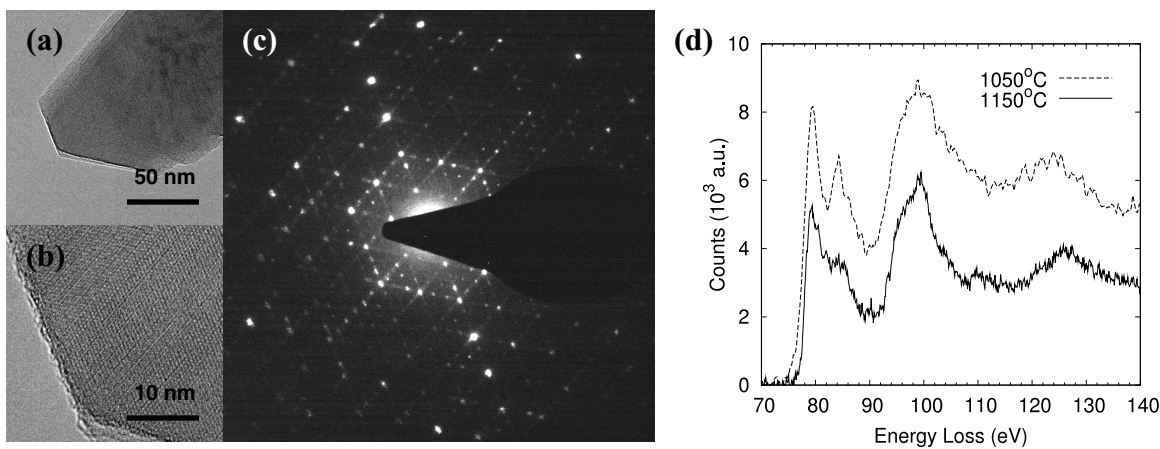 (a)
50 nm
(b)
10 nm
(c)
(d)
10
8
6
4
2
0
Counts (10³ a.u.)
1050°C
1150°C
70 80 90 100 110 120 130 140
Energy Loss (eV)